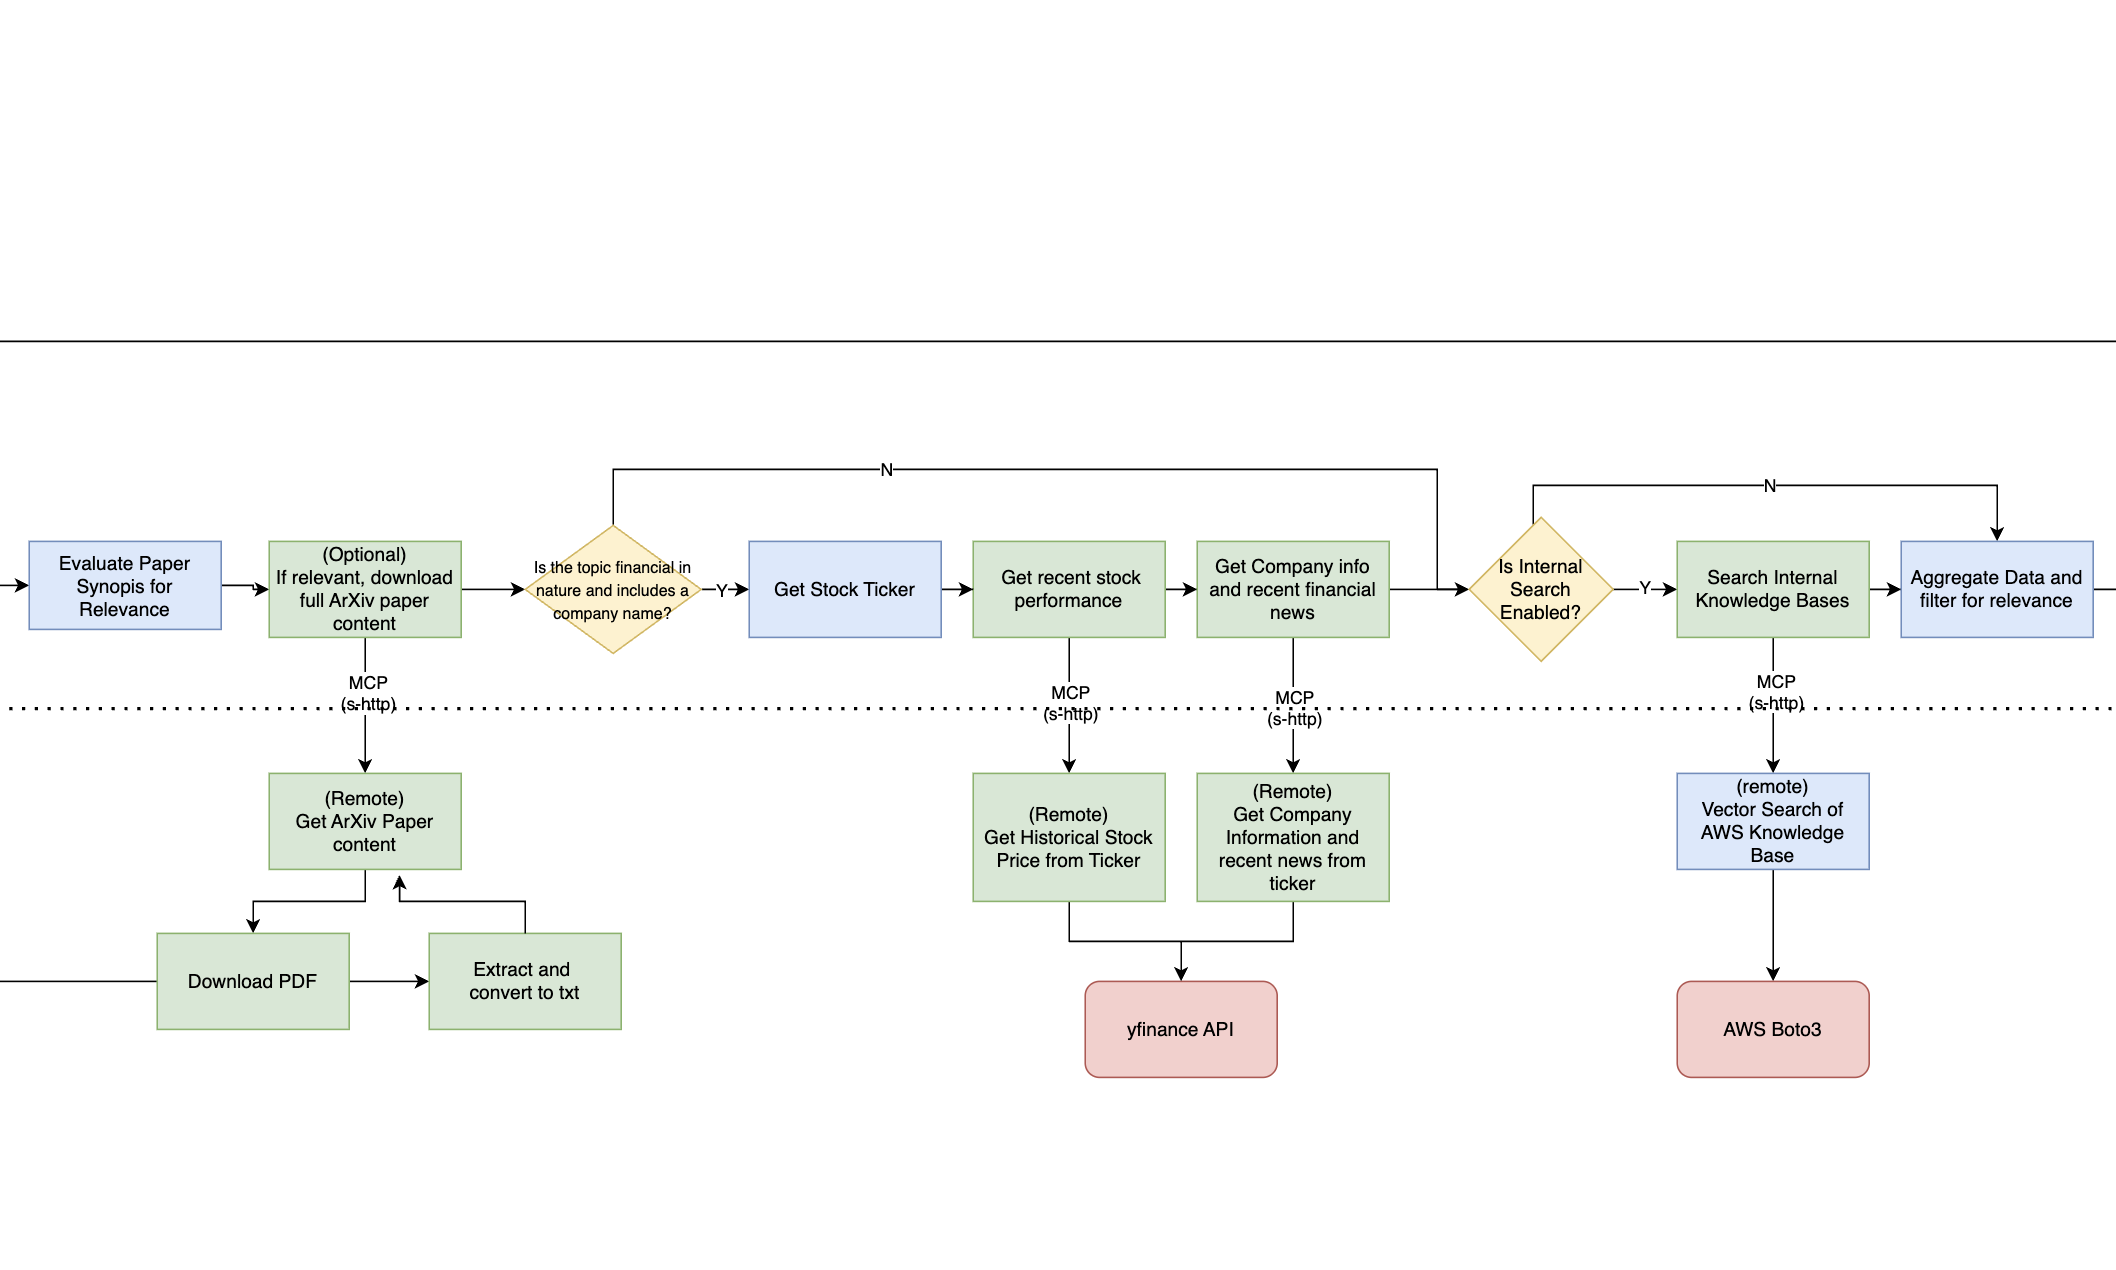 N
N
Evaluate Paper
Synopis for
Relevance
(Optional)
If relevant, download
full ArXiv paper
content
Is the topic financial in
nature and includes a
company name?
Y
Get Stock Ticker
Get recent stock
performance
Get Company info
and recent financial
news
Is Internal
Search
Enabled?
Y
Search Internal
Knowledge Bases
Aggregate Data and
filter for relevance
MCP
(s-http)
MCP
(s-http)
MCP
(s-http)
MCP
(s-http)
(Remote)
Get ArXiv Paper
content
(Remote)
Get Historical Stock
Price from Ticker
(Remote)
Get Company
Information and
recent news from
ticker
(remote)
Vector Search of
AWS Knowledge
Base
Download PDF
Extract and
convert to txt
yfinance API
AWS Boto3